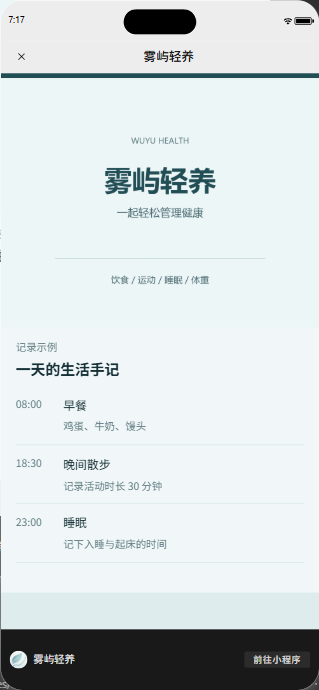 7:17
雾屿轻养
WUYU HEALTH
雾屿轻养
一起轻松管理健康
饮食 / 运动 / 睡眠 / 体重
记录示例
一天的生活手记
08:00 早餐
鸡蛋、牛奶、馒头
18:30 晚间散步
记录活动时长 30 分钟
23:00 睡眠
记下入睡与起床的时间
雾屿轻养 前往小程序